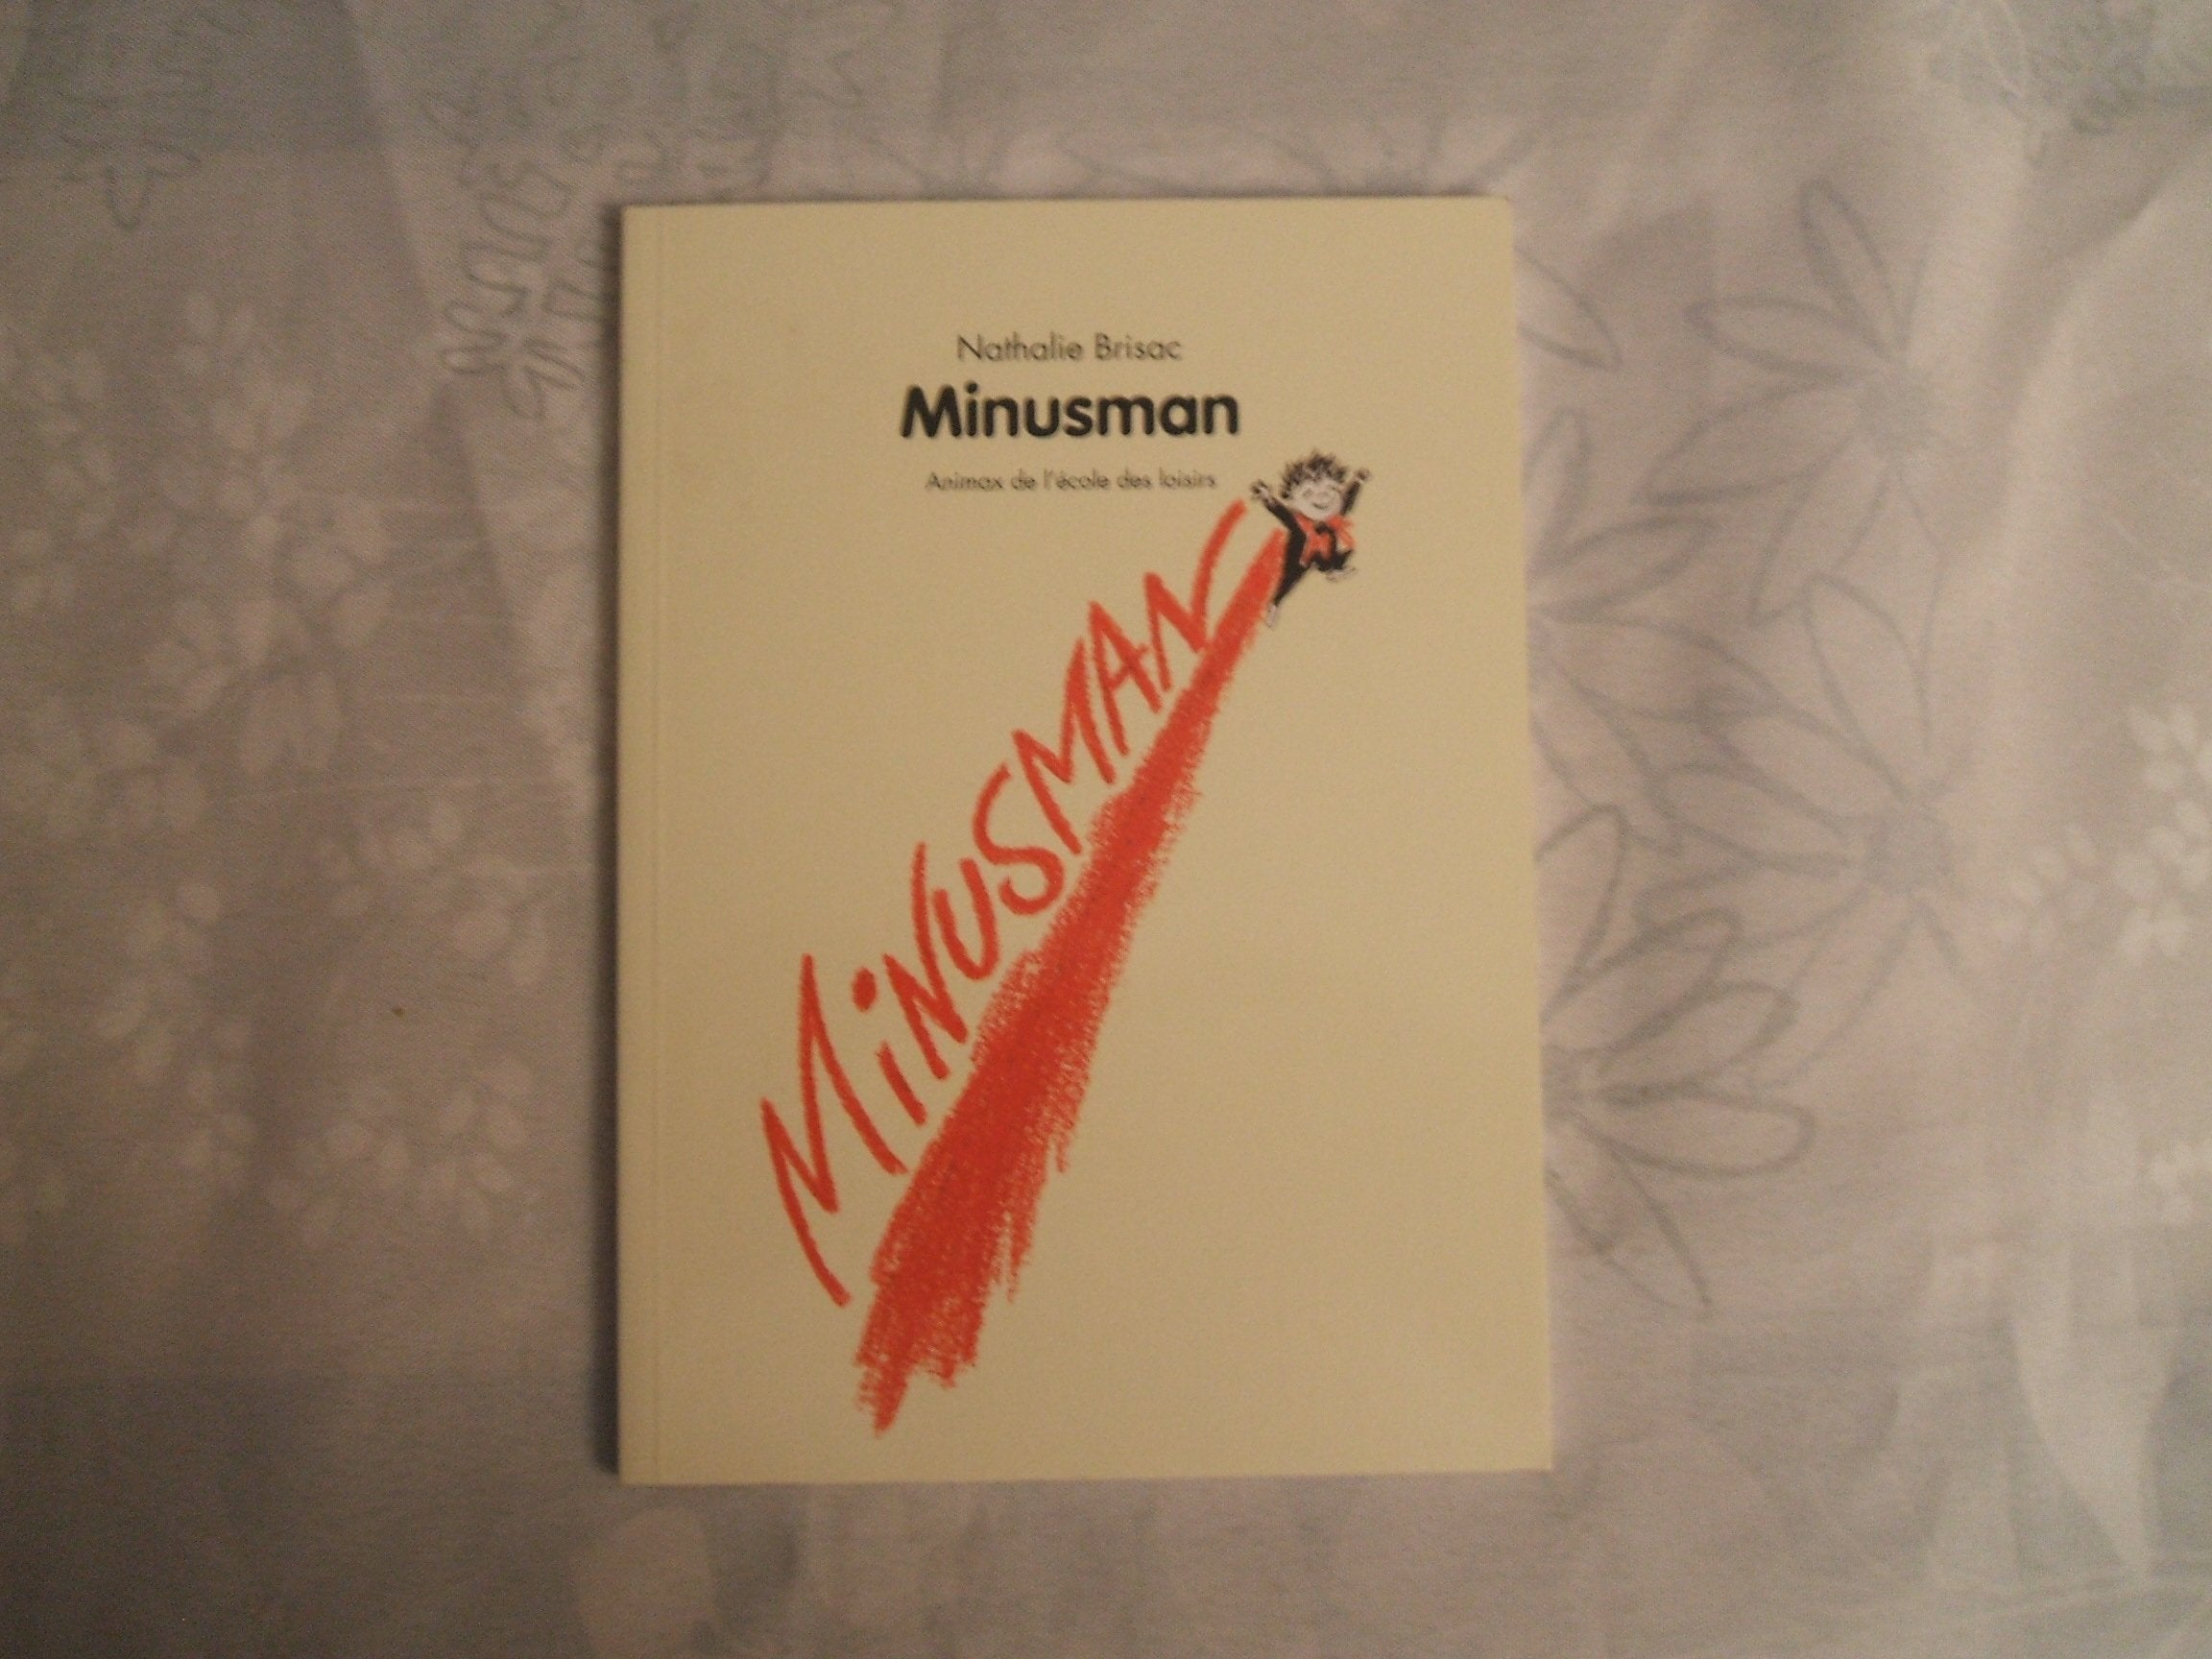 Nathalie Brisac
Minusman
Animax de l'école des loisirs
MiNUSMAN